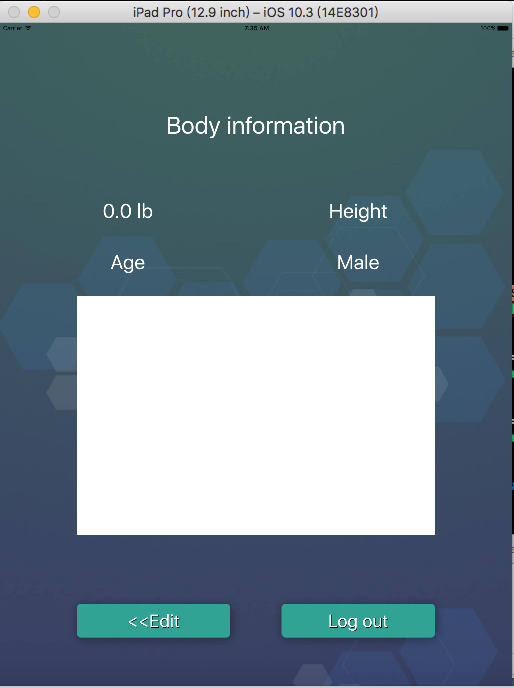 iPad Pro (12.9 inch) – iOS 10.3 (14E8301)
Carrier 7:35 AM 100%
Body information
0.0 lb Height
Age Male
<<Edit Log out